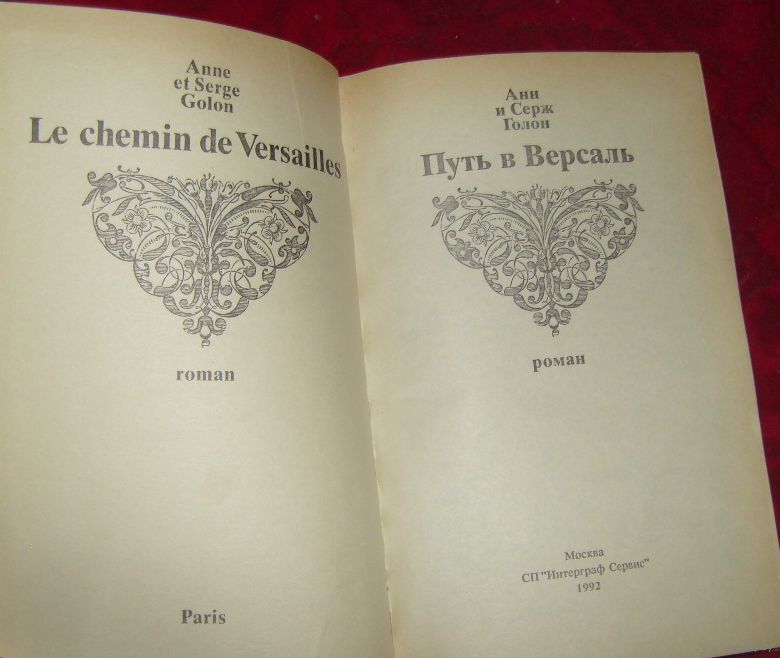 Anne
et Serge
Golon
Le chemin de Versailles
roman
Paris
Анн
и Серж
Голон
Путь в Версаль
роман
Москва
СП "Интерграф Сервис"
1992